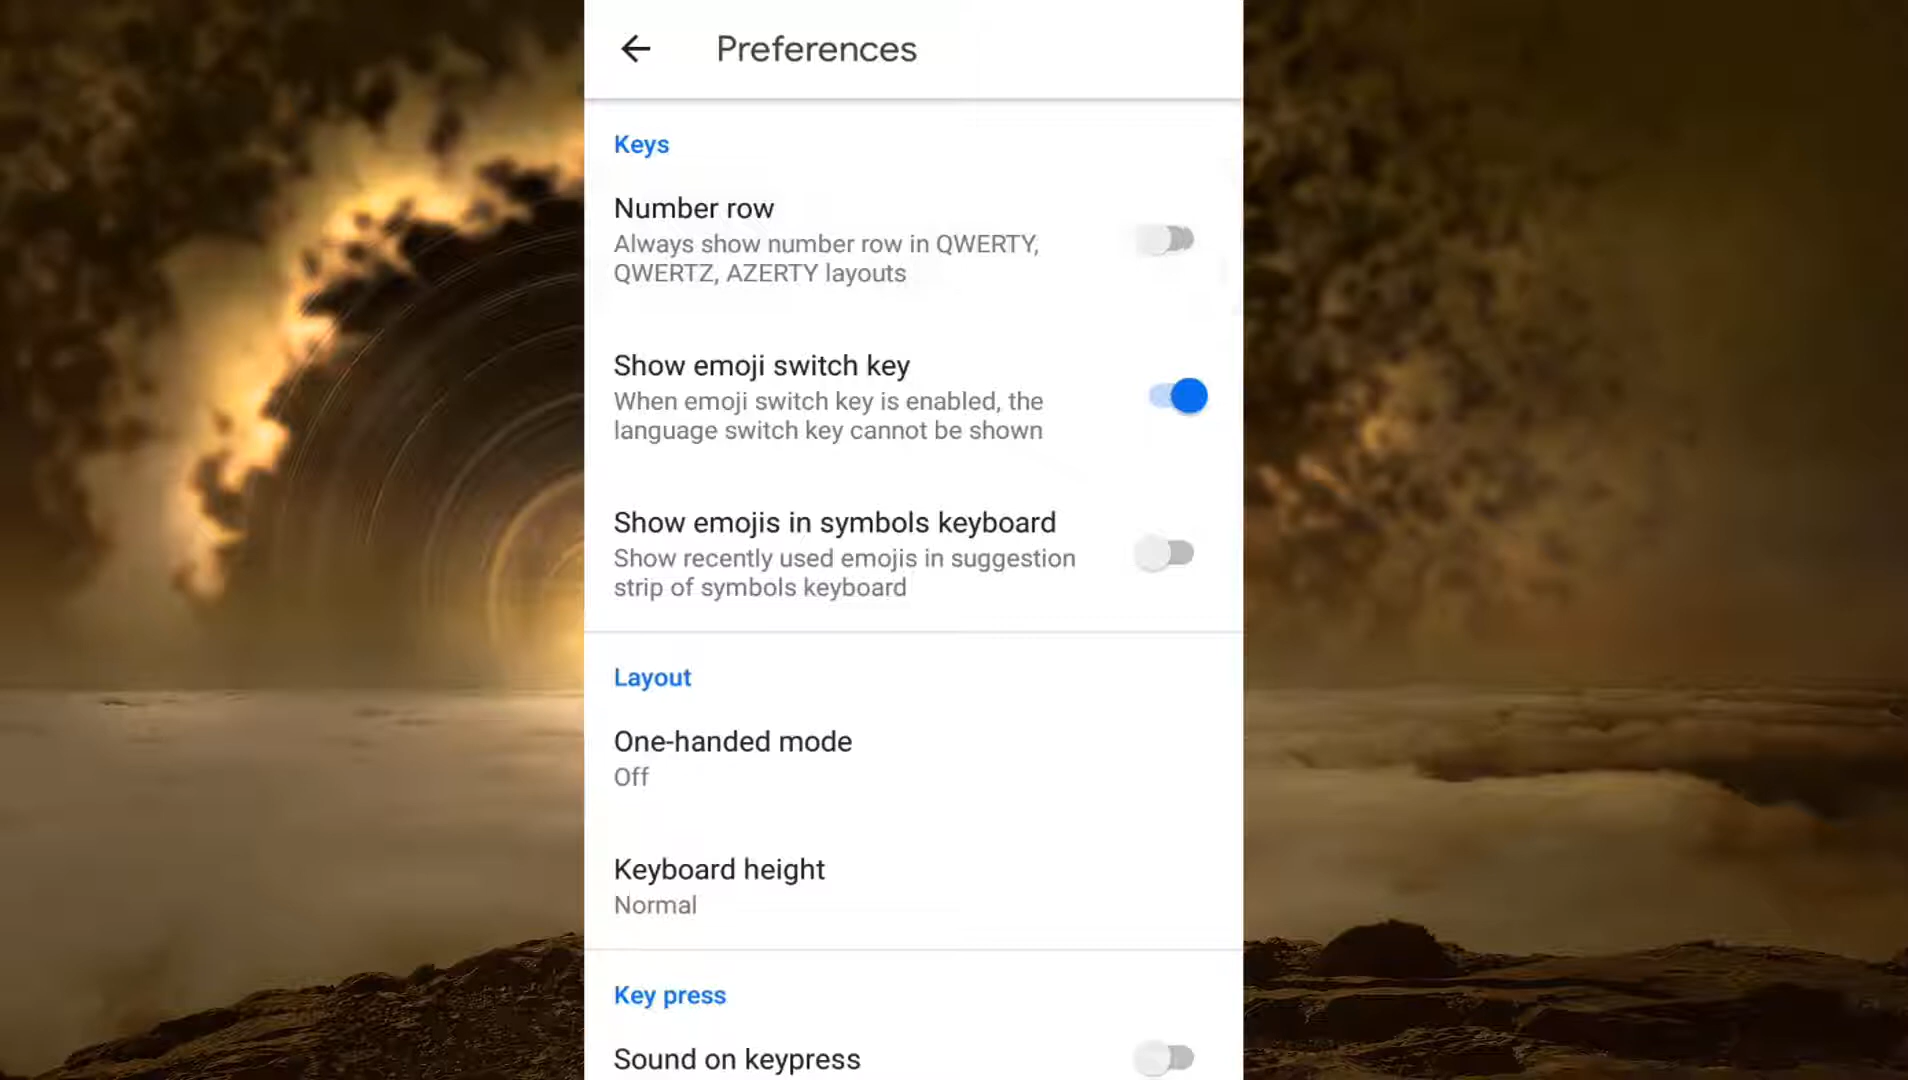 Preferences
Keys
Number row
Always show number row in QWERTY,
QWERTZ, AZERTY layouts
Show emoji switch key
When emoji switch key is enabled, the
language switch key cannot be shown
Show emojis in symbols keyboard
Show recently used emojis in suggestion
strip of symbols keyboard
Layout
One-handed mode
Off
Keyboard height
Normal
Key press
Sound on keypress